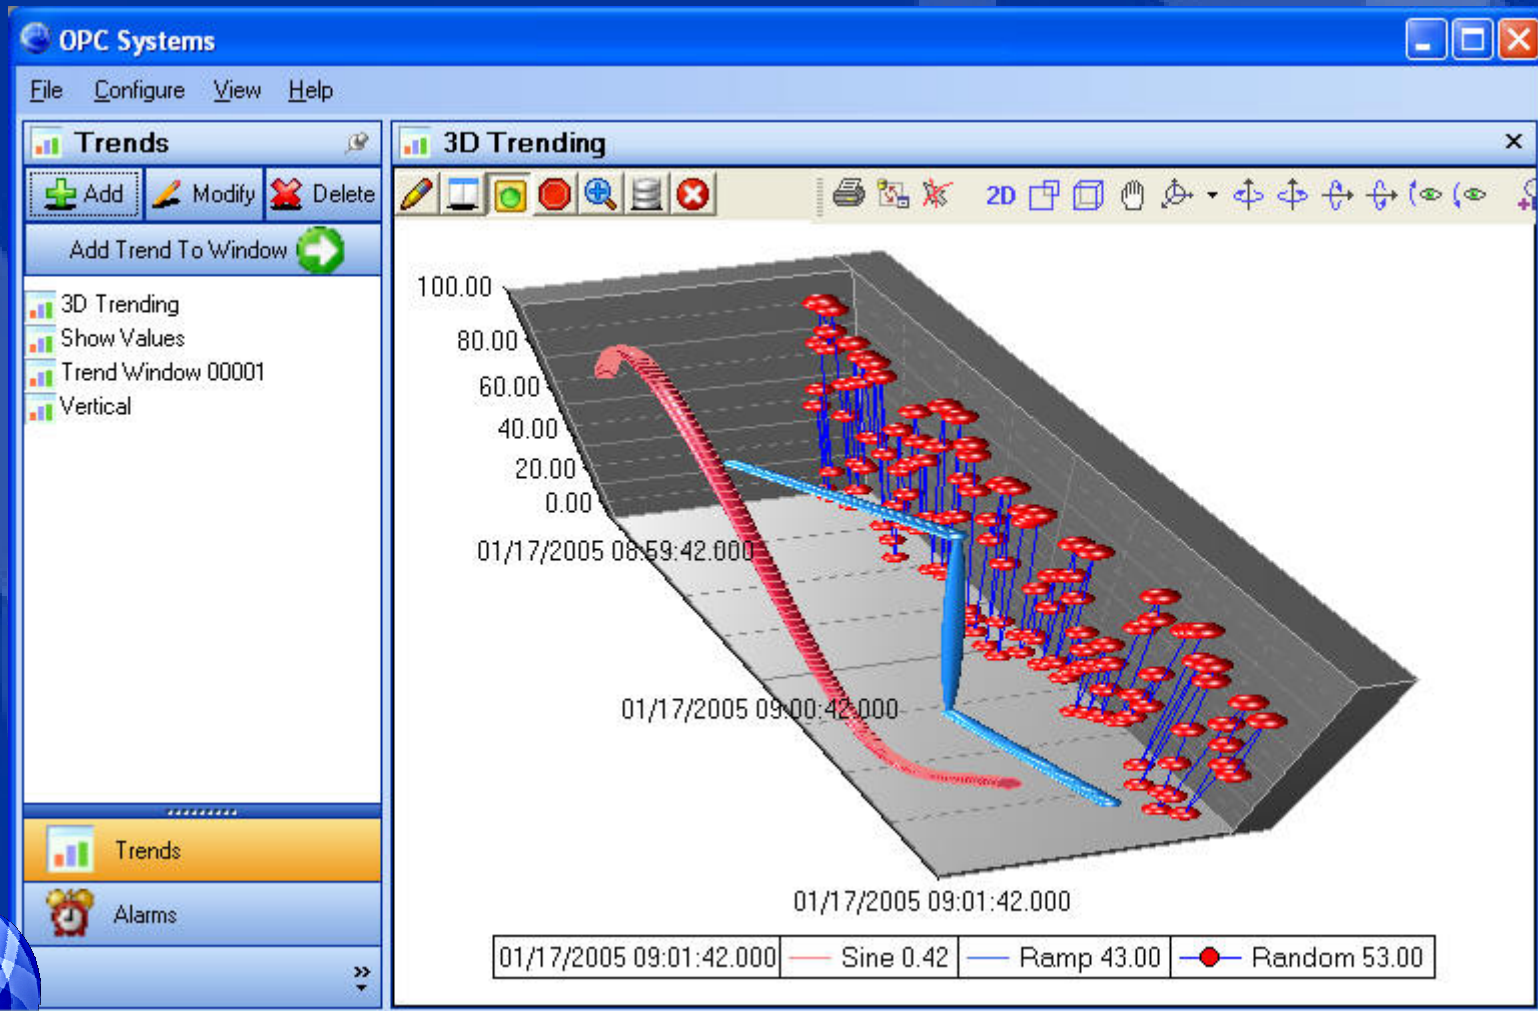 OPC Systems
File Configure View Help
Trends
Add Modify Delete
Add Trend To Window
3D Trending
Show Values
Trend Window 00001
Vertical
Trends
Alarms
3D Trending
2D
100.00
80.00
60.00
40.00
20.00
0.00
01/17/2005 08:59:42.000
01/17/2005 09:00:42.000
01/17/2005 09:01:42.000
01/17/2005 09:01:42.000 Sine 0.42 Ramp 43.00 Random 53.00